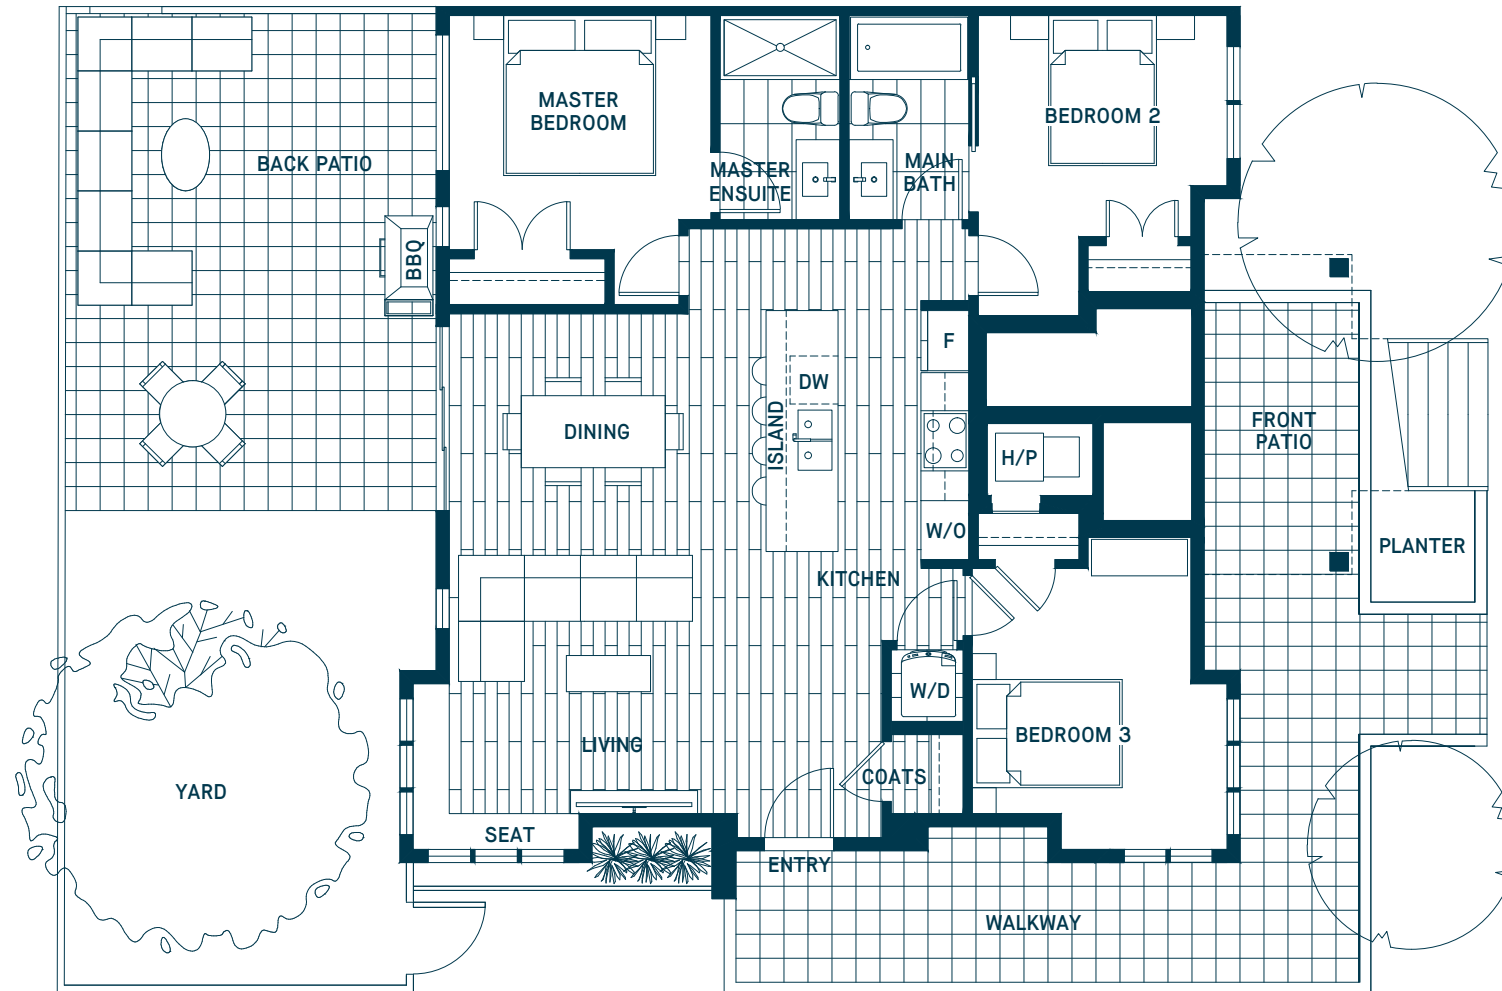 MASTER
BEDROOM
BEDROOM 2
BACK PATIO
MASTER
ENSUITE
MAIN
BATH
BBQ
F
DW
ISLAND
DINING
FRONT
PATIO
H/P
W/O
PLANTER
KITCHEN
W/D
BEDROOM 3
LIVING
COATS
YARD
SEAT
ENTRY
WALKWAY